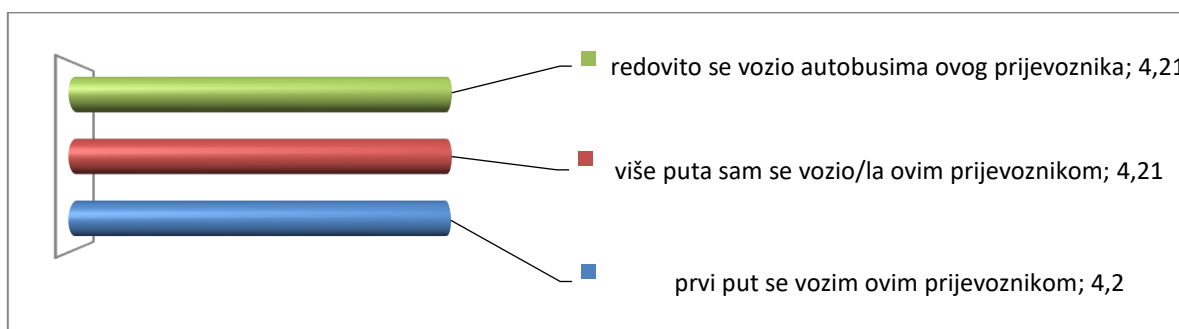 redovito se vozio autobusima ovog prijevoznika; 4,21
više puta sam se vozio/la ovim prijevoznikom; 4,21
prvi put se vozim ovim prijevoznikom; 4,2